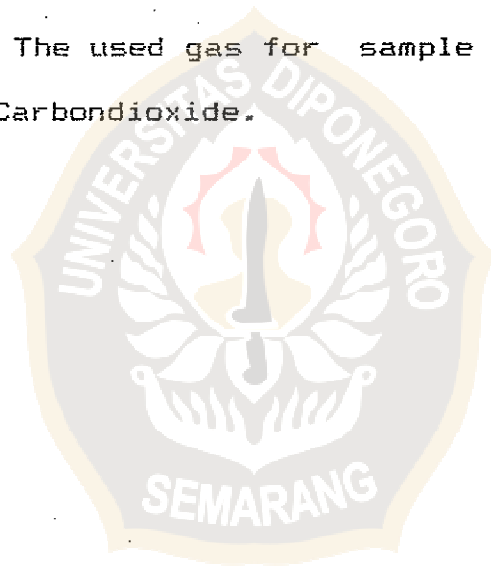 The used gas for sample
Carbondioxide.
UNIVERSITAS DIPONEGORO
SEMARANG